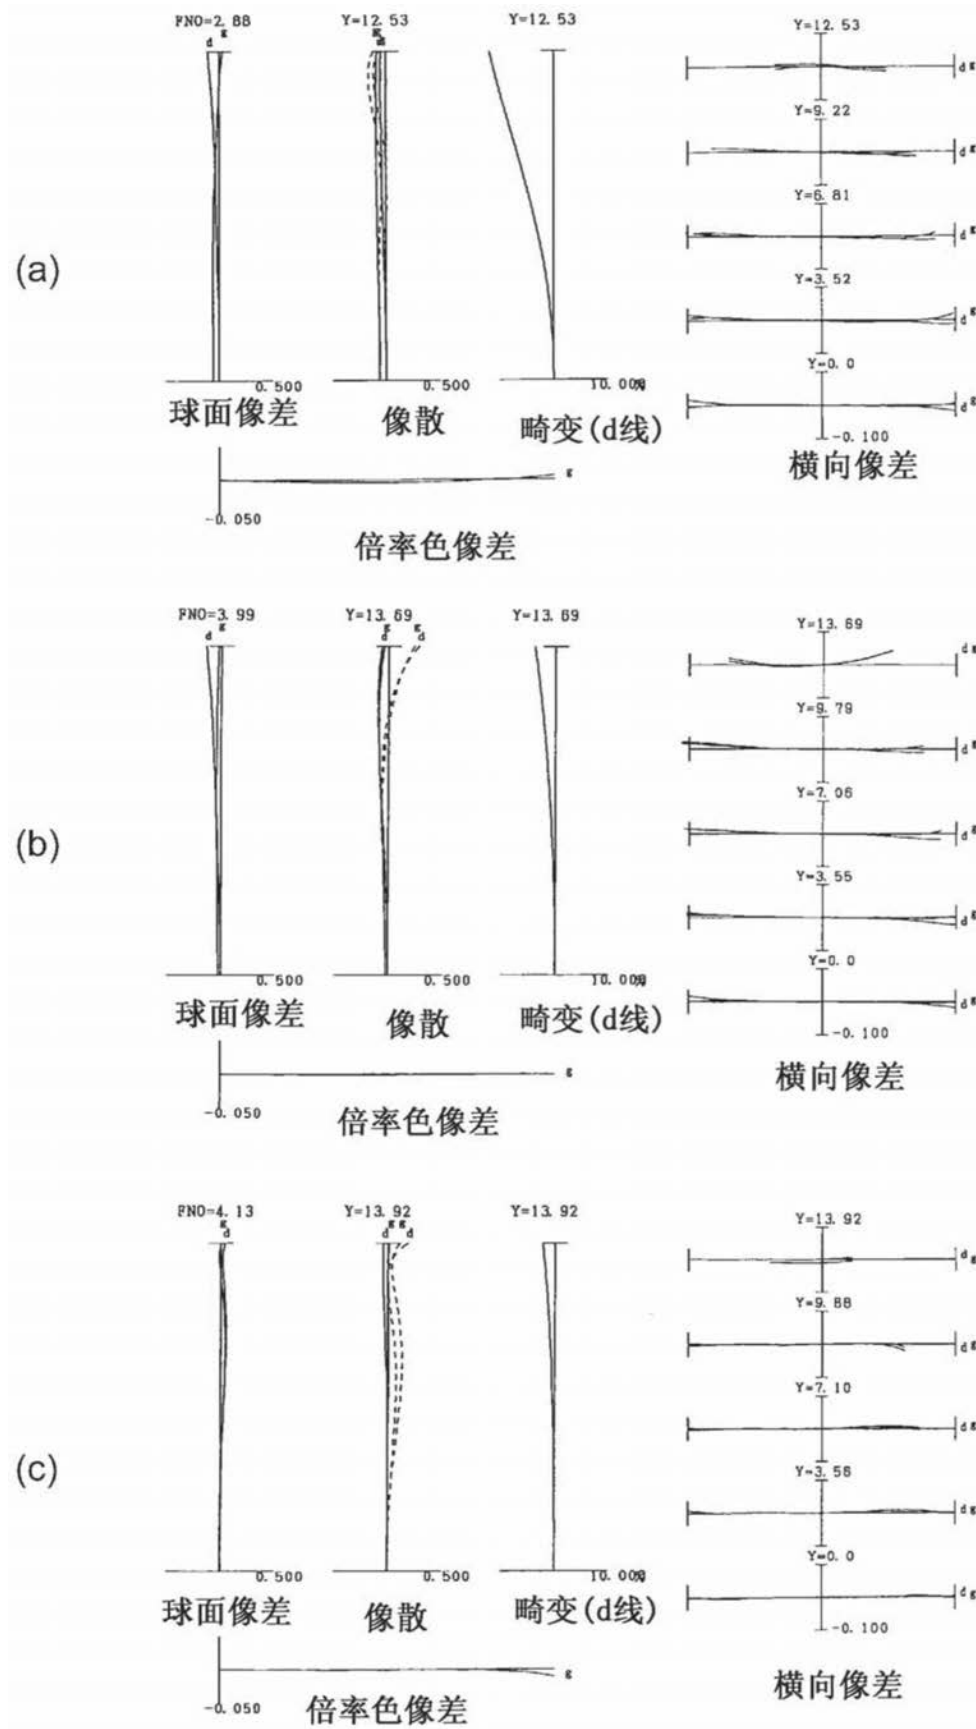 (a)
FNO=2.88
d g
Y=12.53
g
d
Y=12.53
0.500
球面像差
0.500
像散
10.000%
畸变(d线)
g
-0.050
倍率色像差
Y=12.53
d g
Y=9.22
d g
Y=6.81
d g
Y=3.52
d g
Y=0.0
d g
-0.100
横向像差
(b)
FNO=3.99
d g
Y=13.69
g
d
g
d
Y=13.69
0.500
球面像差
0.500
像散
10.000%
畸变(d线)
g
-0.050
倍率色像差
Y=13.69
d g
Y=9.79
d g
Y=7.06
d g
Y=3.55
d g
Y=0.0
d g
-0.100
横向像差
(c)
FNO=4.13
g
d
Y=13.92
g g
d d
Y=13.92
0.500
球面像差
0.500
像散
10.000%
畸变(d线)
g
-0.050
倍率色像差
Y=13.92
d g
Y=9.88
d g
Y=7.10
d g
Y=3.56
d g
Y=0.0
d g
-0.100
横向像差